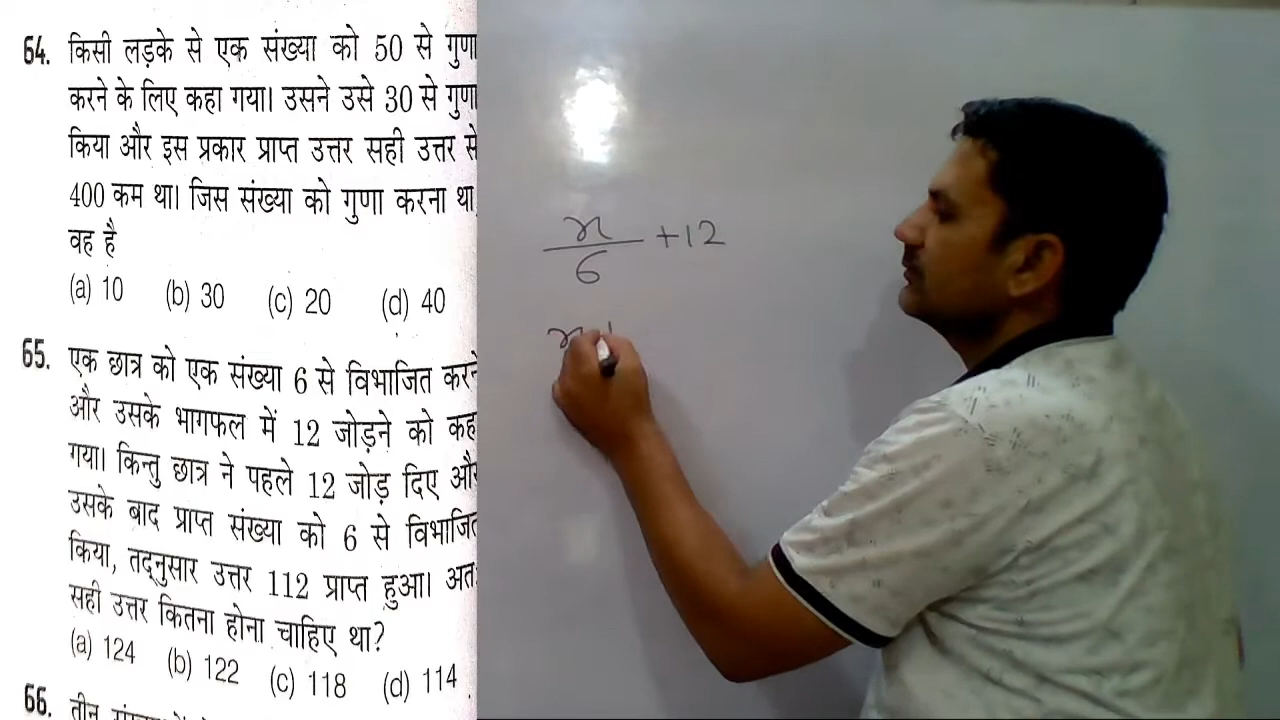 64. किसी लड़के से एक संख्या को 50 से गुणा
करने के लिए कहा गया। उसने उसे 30 से गुणा
किया और इस प्रकार प्राप्त उत्तर सही उत्तर से
400 कम था। जिस संख्या को गुणा करना था,
वह है
(a) 10 (b) 30 (c) 20 (d) 40
65. एक छात्र को एक संख्या 6 से विभाजित करने
और उसके भागफल में 12 जोड़ने को कहा
गया। किन्तु छात्र ने पहले 12 जोड़ दिए और
उसके बाद प्राप्त संख्या को 6 से विभाजित
किया, तद्नुसार उत्तर 112 प्राप्त हुआ। अतः
सही उत्तर कितना होना चाहिए था?
(a) 124 (b) 122 (c) 118 (d) 114
66. तीन
x
6
+12
x